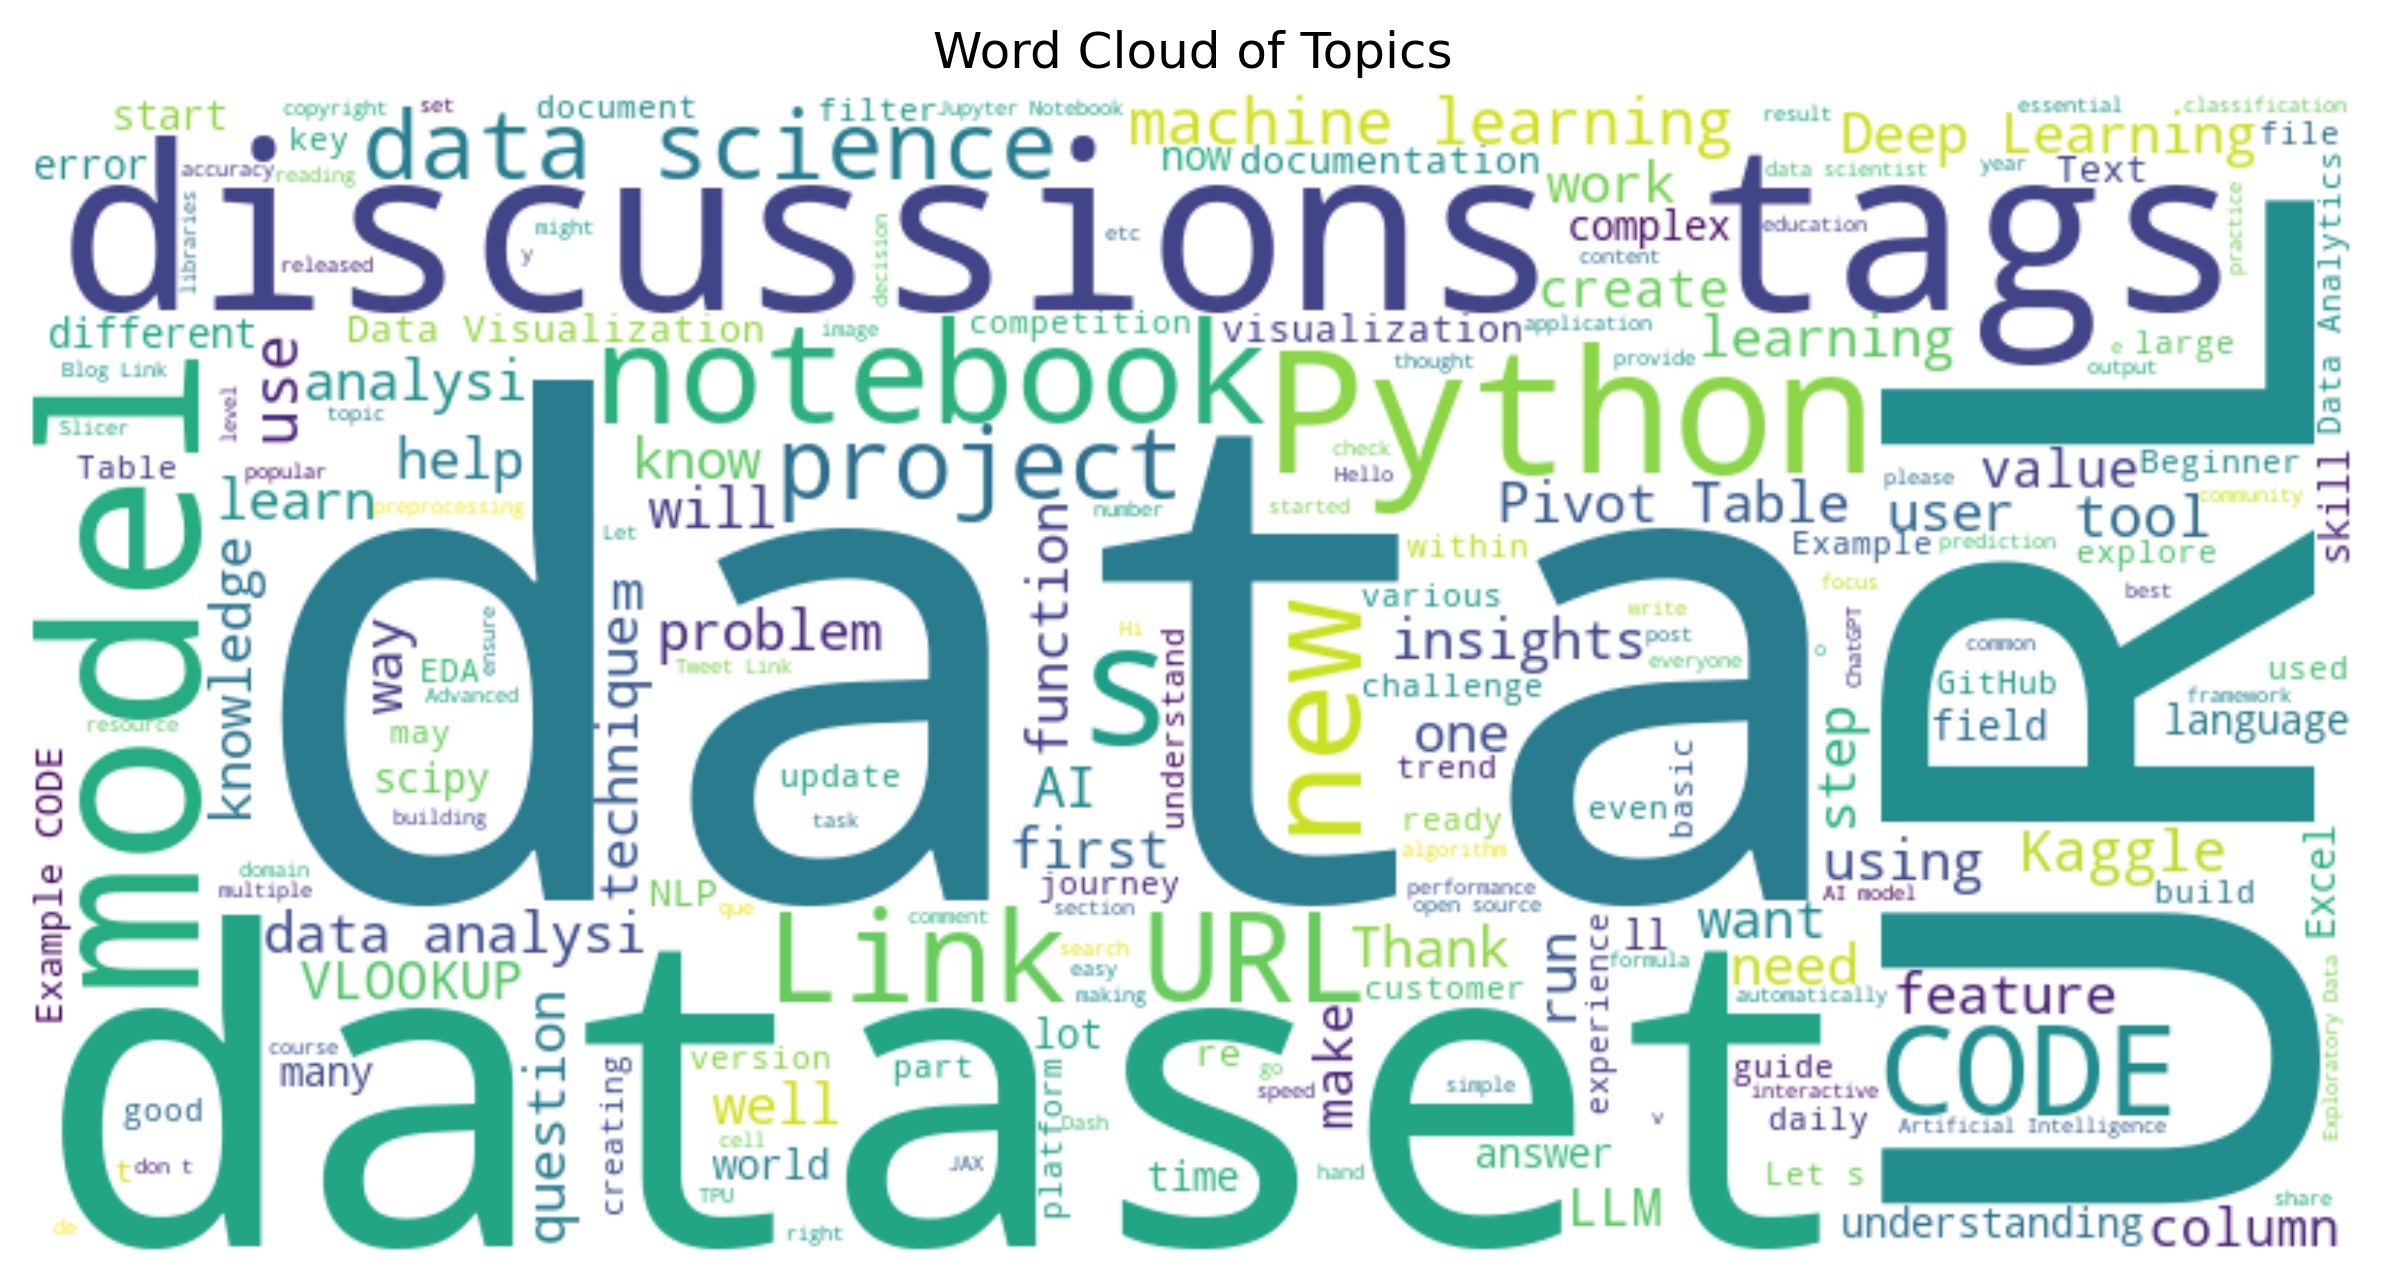 Word Cloud of Topics
start
copyright
set
document
filter
Jupyter Notebook
machine learning
result
essential
classification
error
key
data science
Deep Learning
file
accuracy
reading
now
documentation
work
data scientist
year
Text
discussions
tags
libraries
released
might
y
decision
etc
complex
education
content
create
practice
Data Analytics
different
Data Visualization
image
competition
visualization
application
learning
e
large
output
Blog Link
use
analysi
notebook
thought
provide
Python
URL
model
level
topic
Slicer
Table
popular
help
know
project
check
Hello
value
Beginner
please
skill
learn
preprocessing
will
number
started
Pivot Table
user
tool
community
Let
function
within
Example
prediction
explore
knowledge
data
technique
various
focus
best
way
EDA
ensure
Advanced
problem
Tweet Link
Hi
s
understand
new
insights
write
post
everyone
o
ChatGPT
common
GitHub
field
used
framework
language
challenge
resource
may
scipy
building
update
task
AI
one
trend
basic
even
step
Example CODE
m
first
ready
algorithm
using
Kaggle
Excel
domain
multiple
NLP
que
journey
section
performance
open source
AI model
build
data analysi
comment
Link URL
search
easy
making
Thank
customer
run
experience
ll
formula
want
need
automatically
feature
VLOOKUP
question
dataset
course
many
creating
version
part
lot
re
go
speed
make
simple
v
guide
interactive
daily
CODE
Artificial Intelligence
Exploratory Data
good
t
don t
well
cell
world
JAX
platform
Dash
time
hand
answer
Let s
de
TPU
right
LLM
understanding
column
share